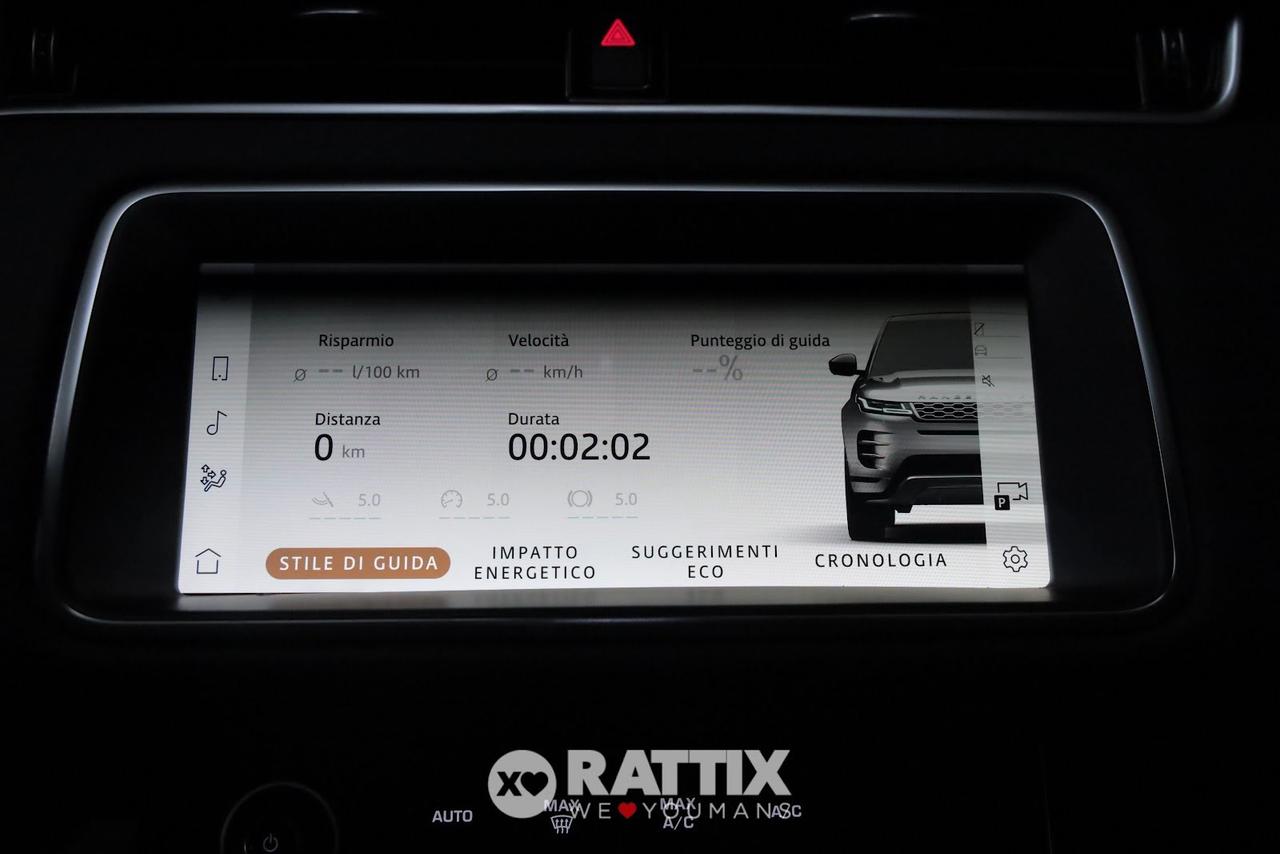 Risparmio
Ø -- l/100 km
Velocità
Ø -- km/h
Punteggio di guida
--%
Distanza
0 km
Durata
00:02:02
5.0
5.0
5.0
P
STILE DI GUIDA
IMPATTO
ENERGETICO
SUGGERIMENTI
ECO
CRONOLOGIA
XO
RATTIX
WE YOUMANS
AUTO
MAX
MAX
A/C
A/C